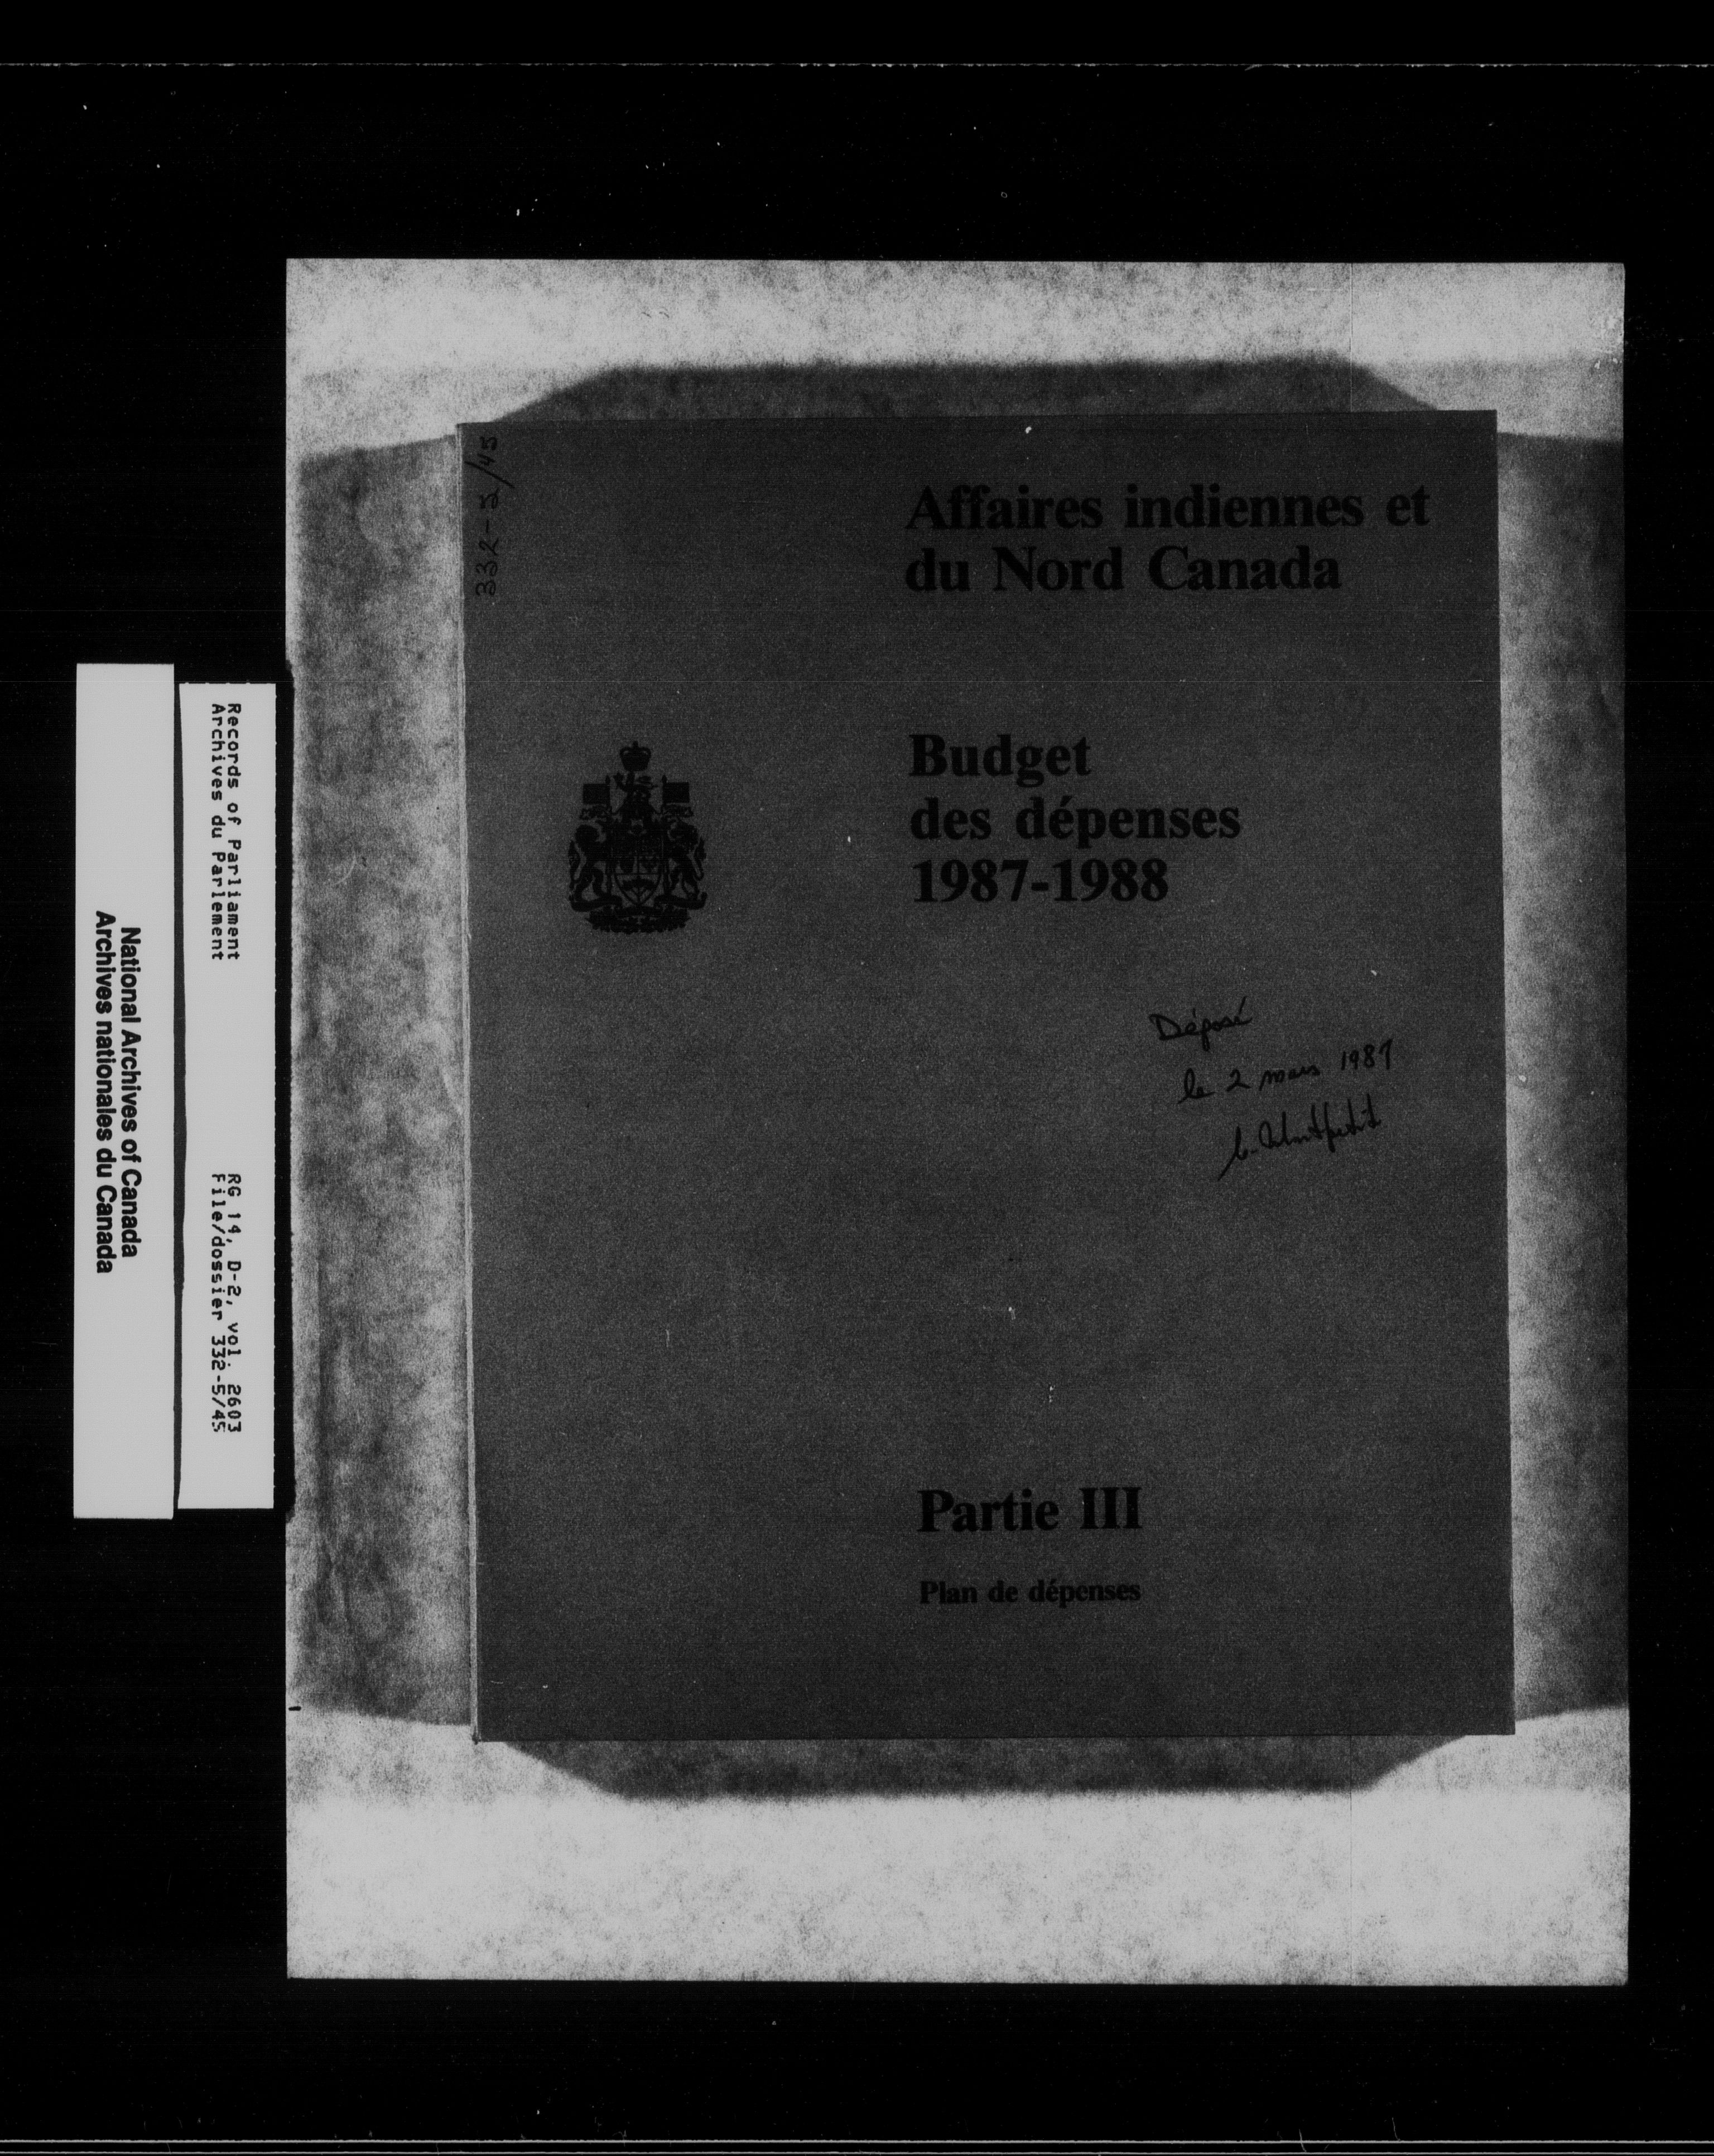 332-5/45
Affaires indiennes et
du Nord Canada
Budget
des dépenses
1987-1988
Déposé
le 2 mars 1987
Partie III
Plan de dépenses
Records of Parliament
Archives du Parlement
RG 14, D-2, vol. 2603
File/dossier 332-5/45
National Archives of Canada
Archives nationales du Canada